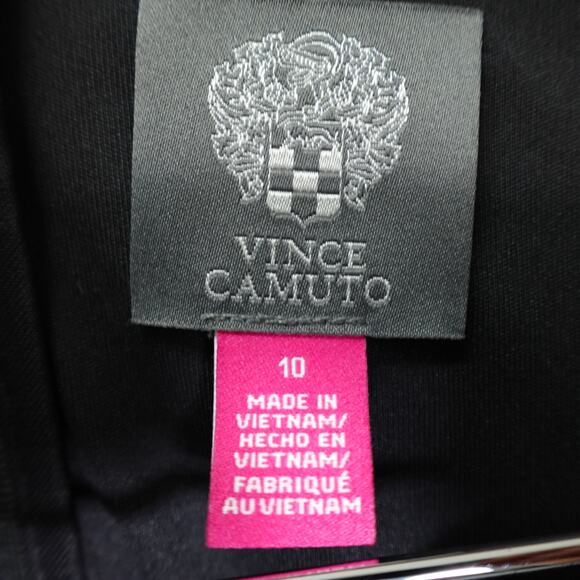 VINCE
CAMUTO
10
MADE IN
VIETNAM/
HECHO EN
VIETNAM/
FABRIQUÉ
AU VIETNAM